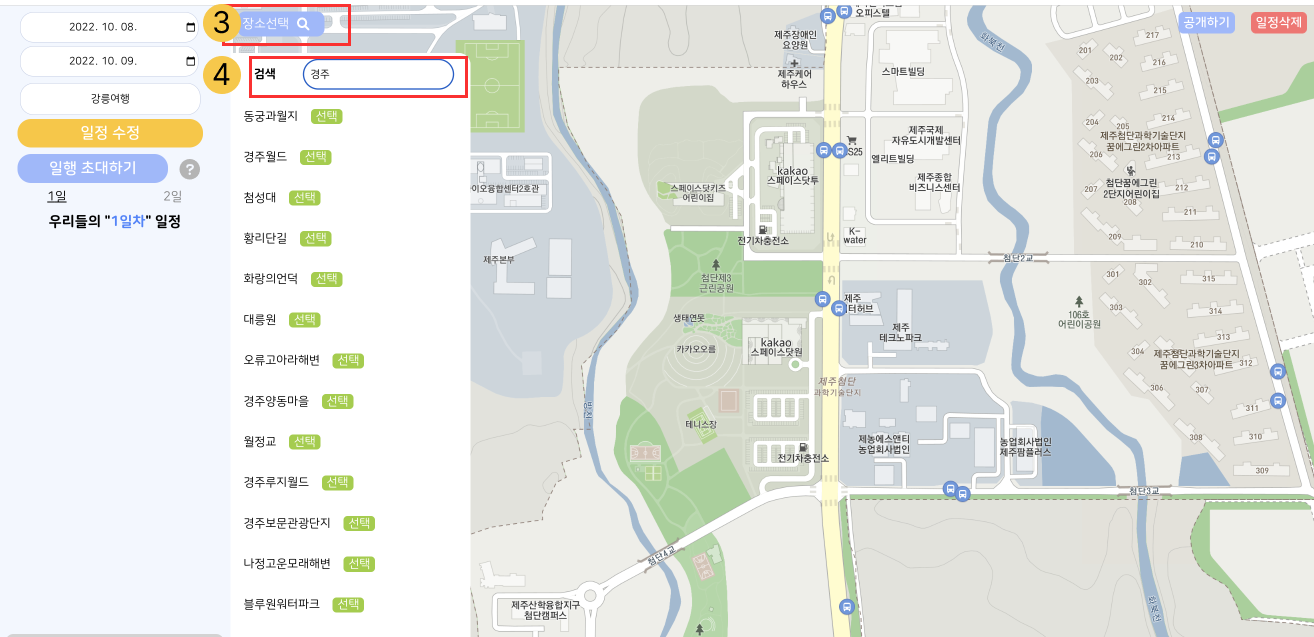 2022. 10. 08.
2022. 10. 09.
강릉여행
일정 수정
일행 초대하기 ?
1일 2일
우리들의 "1일차" 일정
3
장소선택
4
검색 경주
동궁과월지 선택
경주월드 선택
첨성대 선택
황리단길 선택
화랑의언덕 선택
대릉원 선택
오류고아라해변 선택
경주양동마을 선택
월정교 선택
경주루지월드 선택
경주보문관광단지 선택
나정고운모래해변 선택
블루원워터파크 선택
공개하기
일정삭제
오피스텔
제주장애인
요양원
제주케어
하우스
스마트빌딩
화북천
217
201
202
216
203
215
204
205
214
제주첨단과학기술단지
꿈에그린2차아파트
206
213
제주국제
자유도시개발센터
S25
엘리트빌딩
kakao
스페이스닷투
제주종합
비즈니스센터
첨단꿈에그린
2단지어린이집
207
208
212
211
209
210
이오융합센터2호관
스페이스닷키즈
어린이집
전기차충전소
K-
water
첨단2교
제주본부
첨단제3
근린공원
301
302
315
303
314
제주
터허브
106호
어린이공원
생태연못
제주
테크노파크
313
카카오오름
kakao
스페이스닷원
304
제주첨단과학기술단지
꿈에그린3차아파트
312
제주첨단
과학기술단지
306
307
311
테니스장
제농에스앤티
농업회사법인
농업회사법인
제주팜플러스
308
310
전기차충전소
309
첨단3교
첨단4교
제주산학융합지구
첨단캠퍼스
화북천